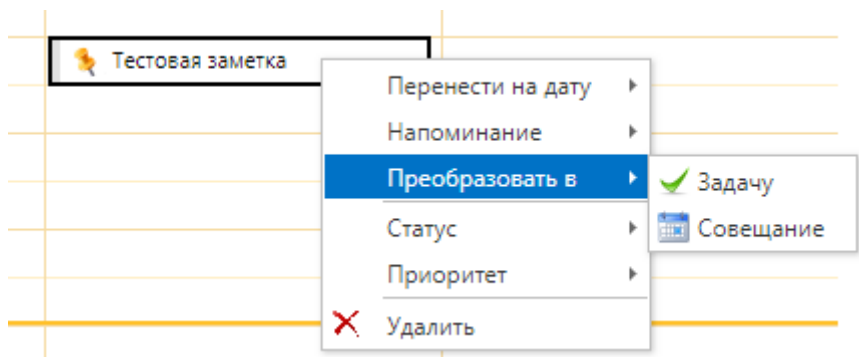 Тестовая заметка
Перенести на дату
Напоминание
Преобразовать в
Задачу
Совещание
Статус
Приоритет
Удалить